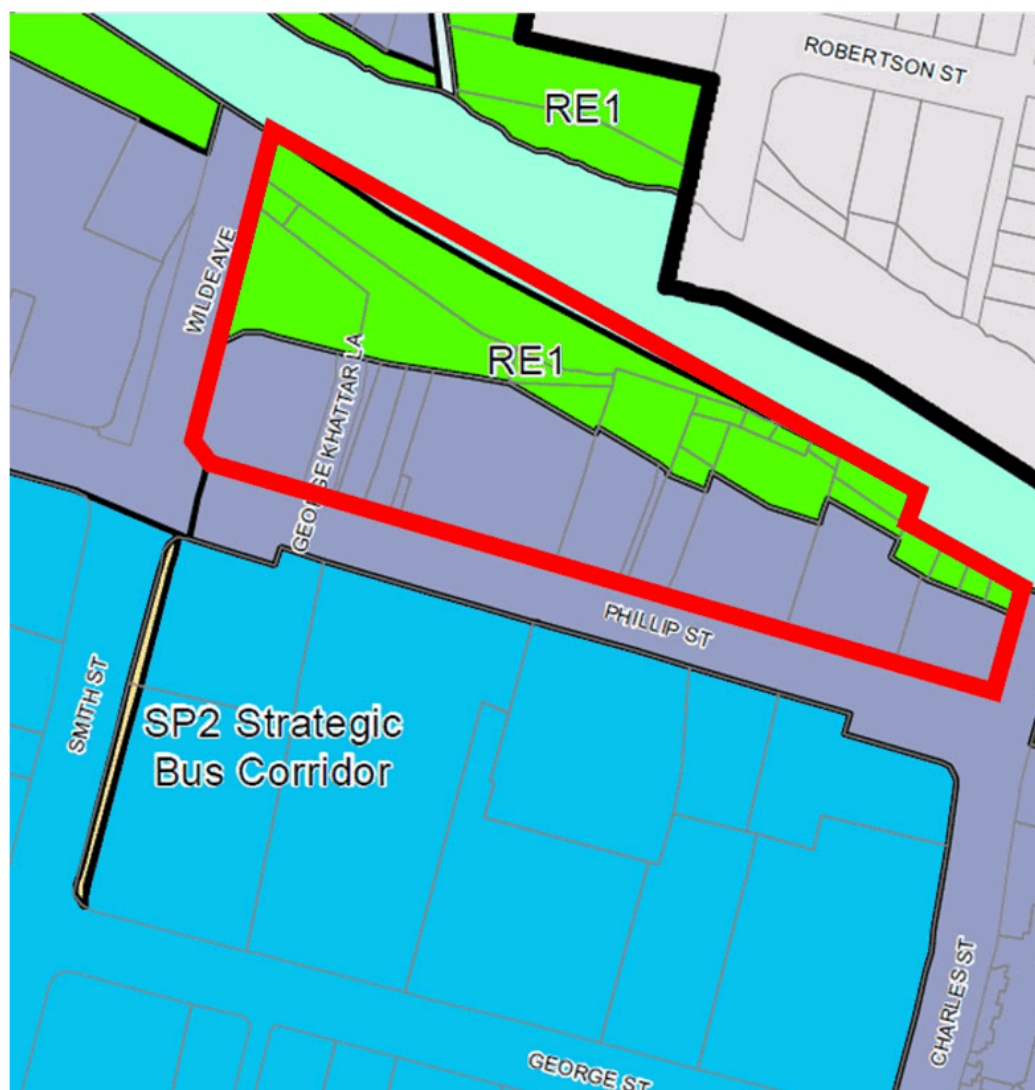 ROBERTSON ST
RE1
WILDE AVE
RE1
GEORGE KHATTAR LA
PHILLIP ST
SMITH ST
SP2 Strategic
Bus Corridor
CHARLES ST
GEORGE ST